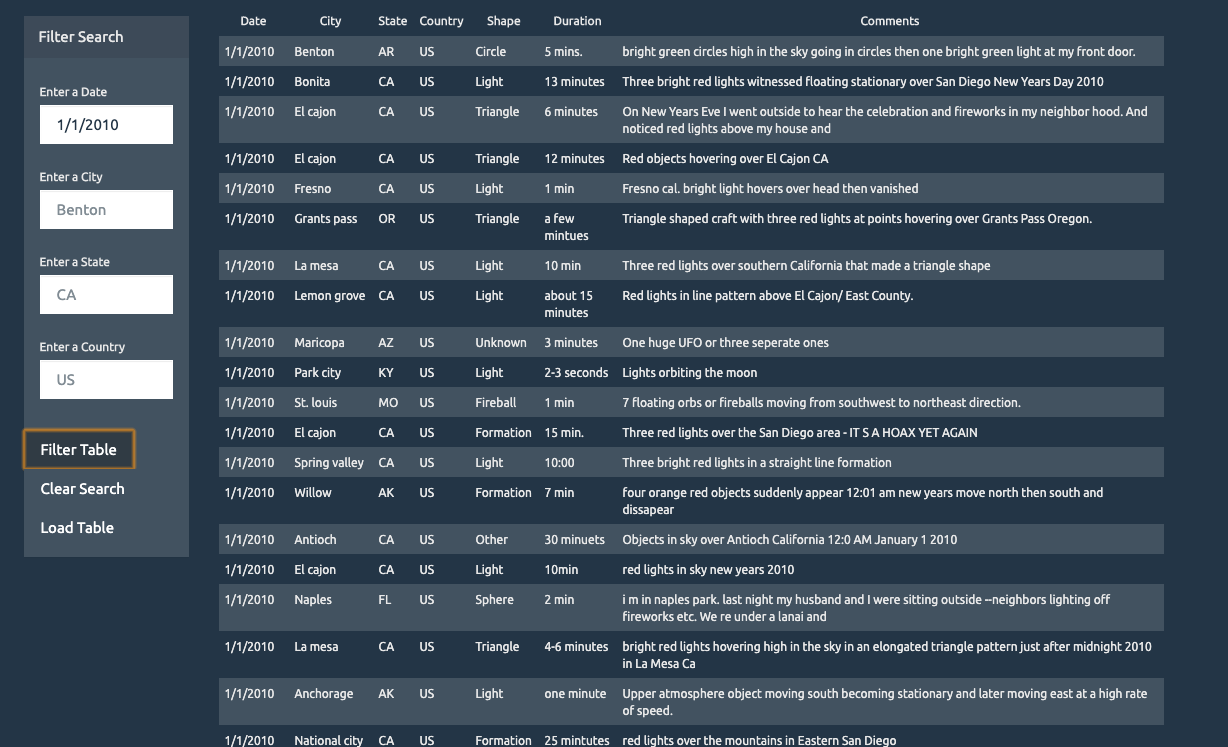 Filter Search
Enter a Date
1/1/2010
Enter a City
Benton
Enter a State
CA
Enter a Country
US
Filter Table
Clear Search
Load Table
Date City State Country Shape Duration Comments
1/1/2010 Benton AR US Circle 5 mins. bright green circles high in the sky going in circles then one bright green light at my front door.
1/1/2010 Bonita CA US Light 13 minutes Three bright red lights witnessed floating stationary over San Diego New Years Day 2010
1/1/2010 El cajon CA US Triangle 6 minutes On New Years Eve I went outside to hear the celebration and fireworks in my neighbor hood. And
noticed red lights above my house and
1/1/2010 El cajon CA US Triangle 12 minutes Red objects hovering over El Cajon CA
1/1/2010 Fresno CA US Light 1 min Fresno cal. bright light hovers over head then vanished
1/1/2010 Grants pass OR US Triangle a few Triangle shaped craft with three red lights at points hovering over Grants Pass Oregon.
mintues
1/1/2010 La mesa CA US Light 10 min Three red lights over southern California that made a triangle shape
1/1/2010 Lemon grove CA US Light about 15 Red lights in line pattern above El Cajon/ East County.
minutes
1/1/2010 Maricopa AZ US Unknown 3 minutes One huge UFO or three seperate ones
1/1/2010 Park city KY US Light 2-3 seconds Lights orbiting the moon
1/1/2010 St. louis MO US Fireball 1 min 7 floating orbs or fireballs moving from southwest to northeast direction.
1/1/2010 El cajon CA US Formation 15 min. Three red lights over the San Diego area - IT S A HOAX YET AGAIN
1/1/2010 Spring valley CA US Light 10:00 Three bright red lights in a straight line formation
1/1/2010 Willow AK US Formation 7 min four orange red objects suddenly appear 12:01 am new years move north then south and
dissapear
1/1/2010 Antioch CA US Other 30 minuets Objects in sky over Antioch California 12:0 AM January 1 2010
1/1/2010 El cajon CA US Light 10min red lights in sky new years 2010
1/1/2010 Naples FL US Sphere 2 min i m in naples park. last night my husband and I were sitting outside --neighbors lighting off
fireworks etc. We re under a lanai and
1/1/2010 La mesa CA US Triangle 4-6 minutes bright red lights hovering high in the sky in an elongated triangle pattern just after midnight 2010
in La Mesa Ca
1/1/2010 Anchorage AK US Light one minute Upper atmosphere object moving south becoming stationary and later moving east at a high rate
of speed.
1/1/2010 National city CA US Formation 25 mintutes red lights over the mountains in Eastern San Diego